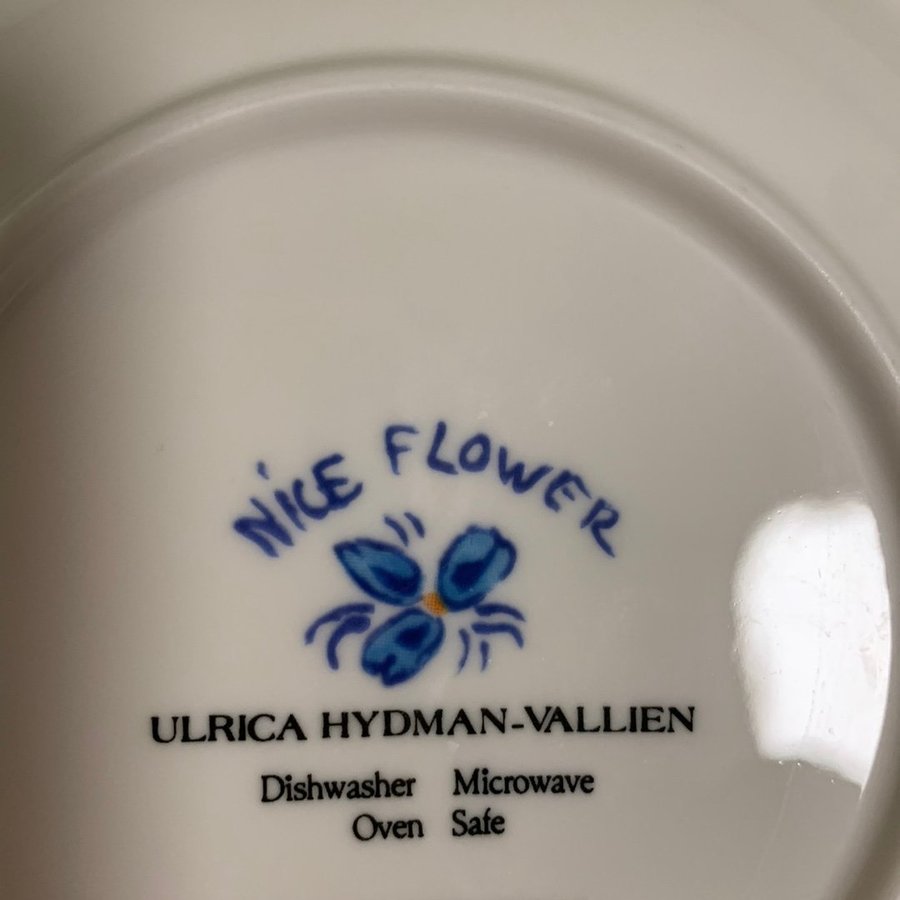 NiCE FLOWER
ULRICA HYDMAN-VALLIEN
Dishwasher Microwave
Oven Safe